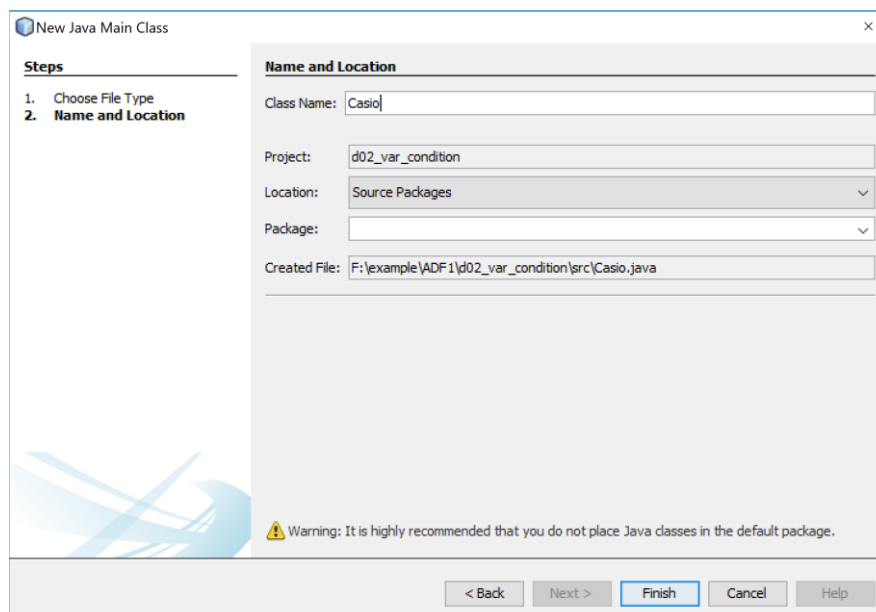 New Java Main Class
Steps
1. Choose File Type
2. Name and Location
Name and Location
Class Name: Casio
Project: d02_var_condition
Location: Source Packages
Package:
Created File: F:\example\ADF1\d02_var_condition\src\Casio.java
Warning: It is highly recommended that you do not place Java classes in the default package.
< Back Next > Finish Cancel Help